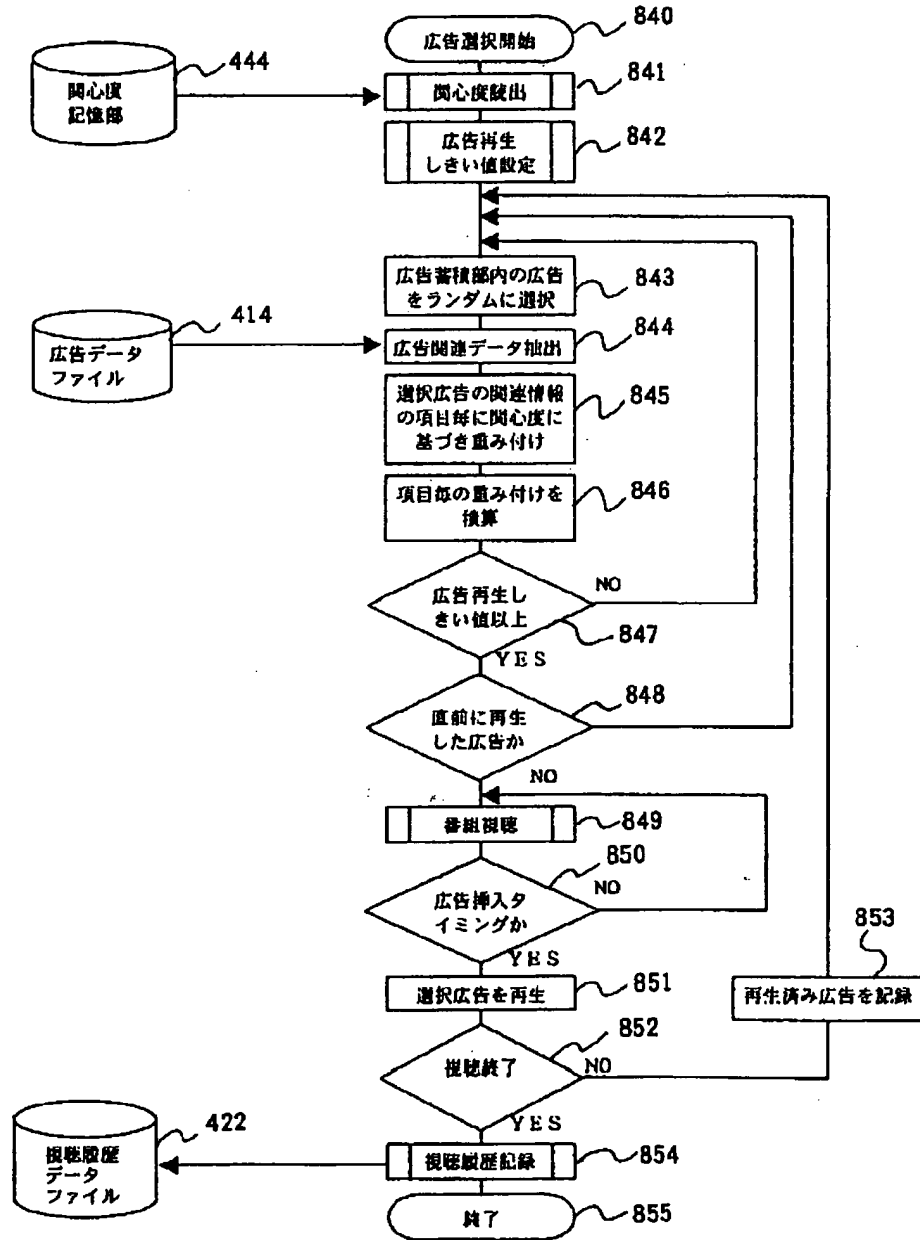 広告選択開始
840
444
関心度
記憶部
関心度読出
841
広告再生
しきい値設定
842
広告蓄積部内の広告
をランダムに選択
843
414
広告データ
ファイル
広告関連データ抽出
844
選択広告の関連情報
の項目毎に関心度に
基づき重み付け
845
項目毎の重み付けを
積算
846
広告再生し
きい値以上
NO
847
YES
直前に再生
した広告か
848
NO
番組視聴
849
広告挿入タ
イミングか
850
NO
YES
選択広告を再生
851
853
再生済み広告を記録
視聴終了
852
NO
YES
422
視聴履歴
データ
ファイル
視聴履歴記録
854
終了
855